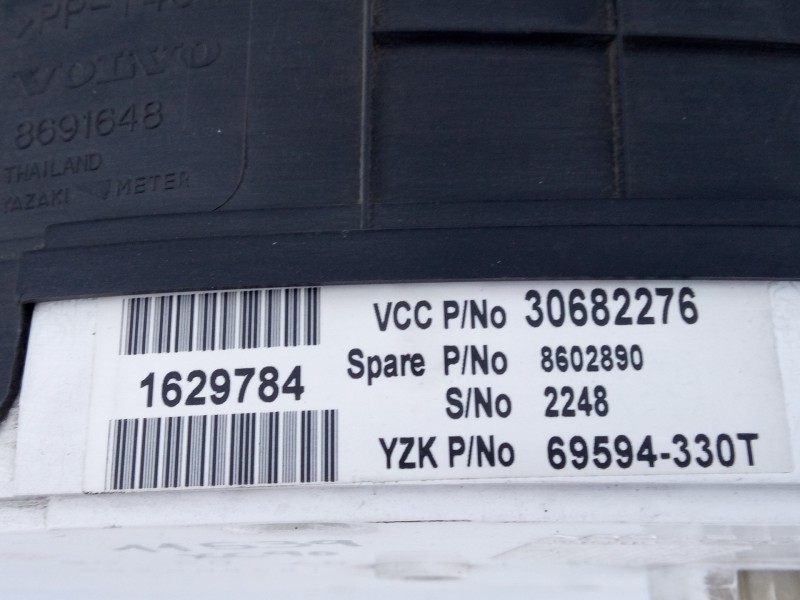 VOLVO
8691648
THAILAND
YAZAKI METER
1629784
VCC P/No 30682276
Spare P/No 8602890
S/No 2248
YZK P/No 69594-330T